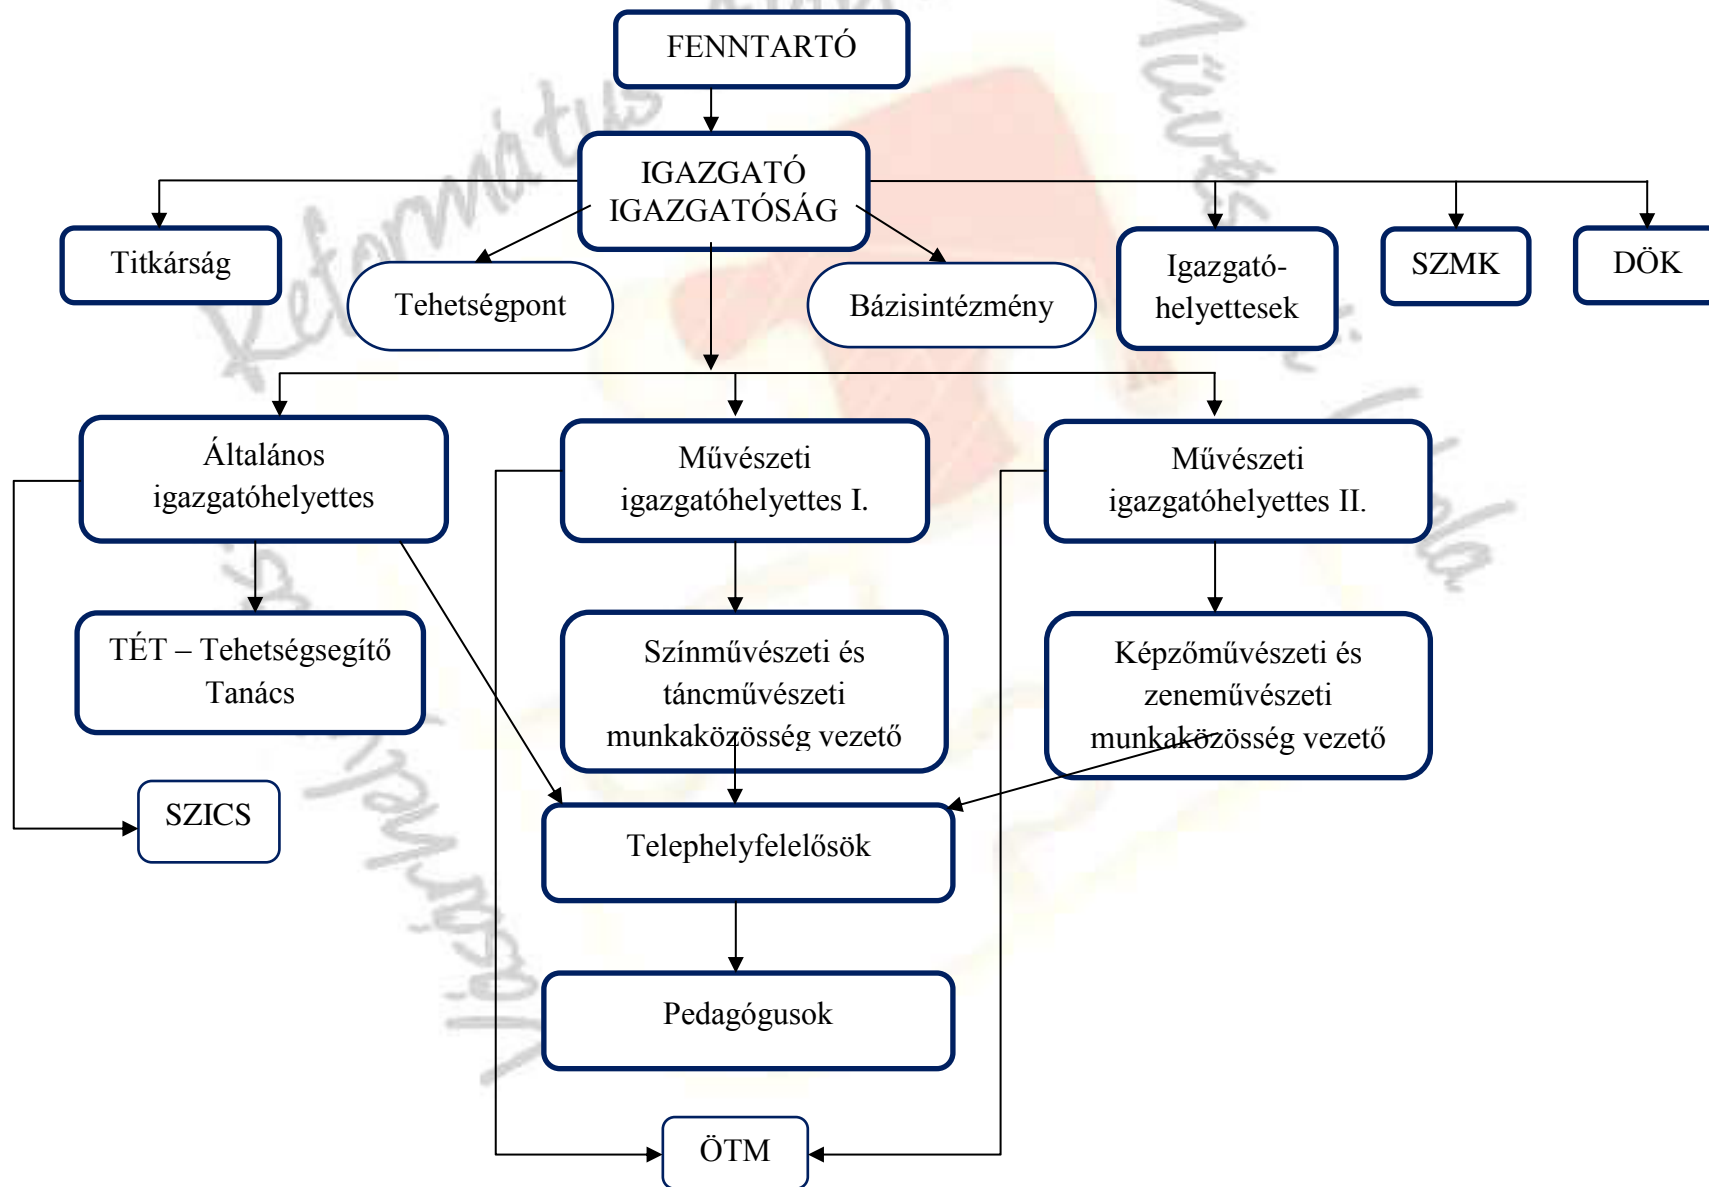 FENNTARTÓ
IGAZGATÓ
IGAZGATÓSÁG
Titkárság
Tehetségpont
Bázisintézmény
Igazgató-
helyettesek
SZMK
DÖK
Általános
igazgatóhelyettes
Művészeti
igazgatóhelyettes I.
Művészeti
igazgatóhelyettes II.
TÉT – Tehetségsegítő
Tanács
Színművészeti és
táncművészeti
munkaközösség vezető
Képzőművészeti és
zeneművészeti
munkaközösség vezető
SZICS
Telephelyfelelősök
Pedagógusok
ÖTM
Református